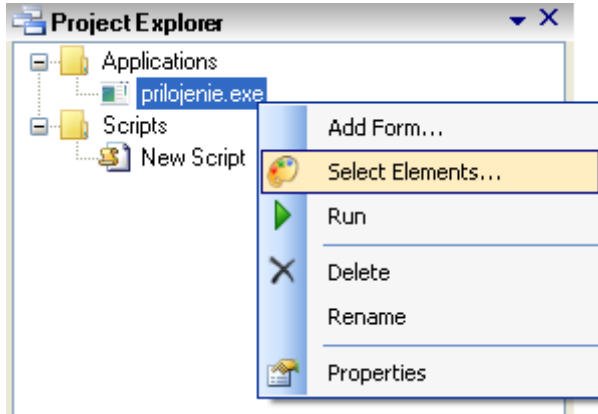 Project Explorer
Applications
prilojenie.exe
Scripts
New Script
Add Form...
Select Elements...
Run
Delete
Rename
Properties